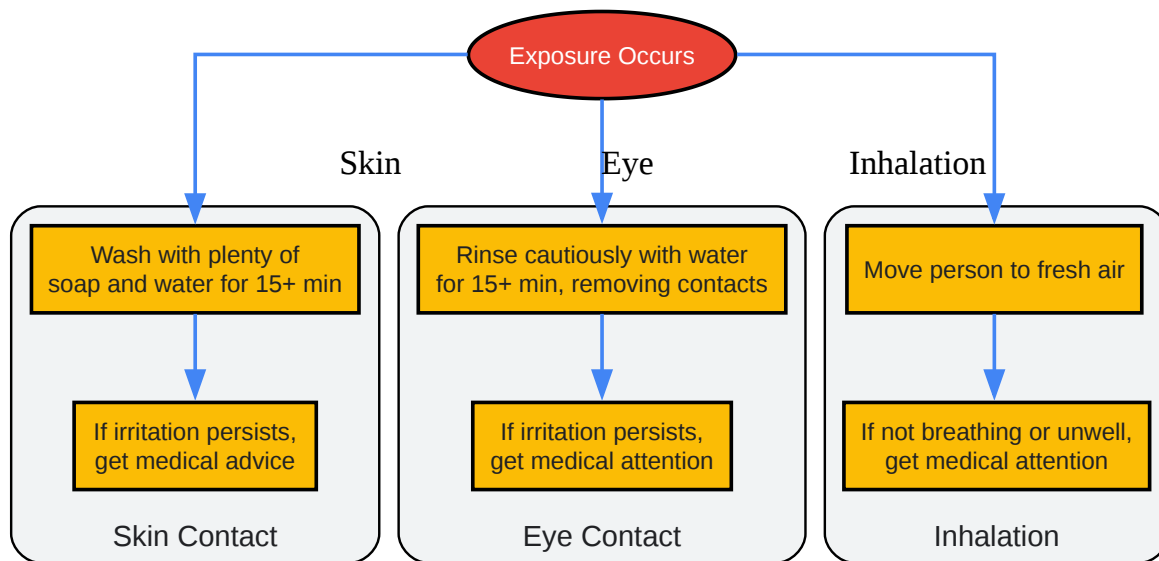 Exposure Occurs
Skin
Eye
Inhalation
Wash with plenty of
soap and water for 15+ min
If irritation persists,
get medical advice
Skin Contact
Rinse cautiously with water
for 15+ min, removing contacts
If irritation persists,
get medical attention
Eye Contact
Move person to fresh air
If not breathing or unwell,
get medical attention
Inhalation